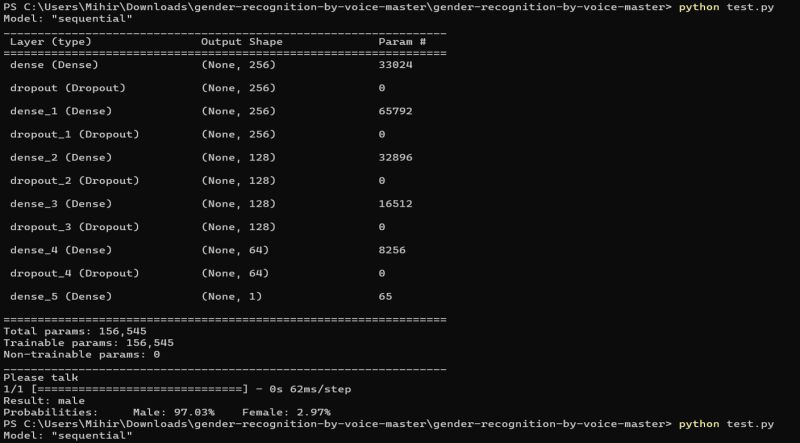 PS C:\Users\Mihir\Downloads\gender-recognition-by-voice-master\gender-recognition-by-voice-master> python test.py
Model: "sequential"
_________________________________________________________________
Layer (type) Output Shape Param #
=================================================================
dense (Dense) (None, 256) 33024
dropout (Dropout) (None, 256) 0
dense_1 (Dense) (None, 256) 65792
dropout_1 (Dropout) (None, 256) 0
dense_2 (Dense) (None, 128) 32896
dropout_2 (Dropout) (None, 128) 0
dense_3 (Dense) (None, 128) 16512
dropout_3 (Dropout) (None, 128) 0
dense_4 (Dense) (None, 64) 8256
dropout_4 (Dropout) (None, 64) 0
dense_5 (Dense) (None, 1) 65
=================================================================
Total params: 156,545
Trainable params: 156,545
Non-trainable params: 0
_________________________________________________________________
Please talk
1/1 [==============================] - 0s 62ms/step
Result: male
Probabilities: Male: 97.03% Female: 2.97%
PS C:\Users\Mihir\Downloads\gender-recognition-by-voice-master\gender-recognition-by-voice-master> python test.py
Model: "sequential"